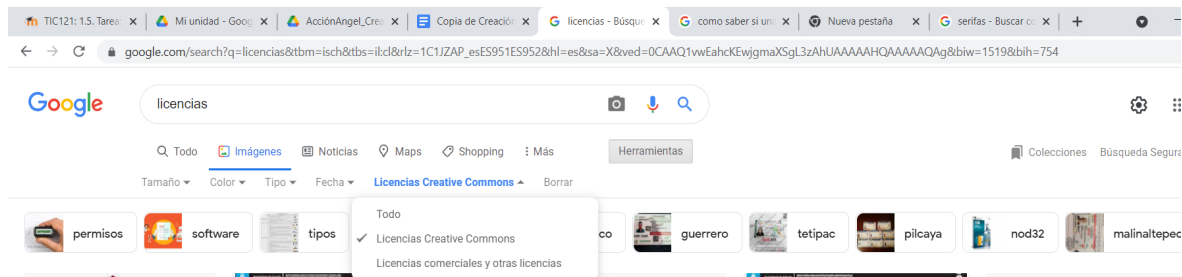 TIC121: 1.5. Tarea: Mi unidad - Goog AcciónAngel_Crea Copia de Creación licencias - Búsque como saber si una Nueva pestaña serifas - Buscar co
google.com/search?q=licencias&tbm=isch&tbs=il:cl&rlz=1C1JZAP_esES951ES952&hl=es&sa=X&ved=0CAAQ1vwEahcKEwjgmaXSgL3zAhUAAAAAHQAAAAAQAg&biw=1519&bih=754
Google licencias
Todo Imágenes Noticias Maps Shopping Más Herramientas Colecciones Búsqueda Segura
Tamaño Color Tipo Fecha Licencias Creative Commons Borrar
Todo
permisos software tipos co guerrero tetipac pilcaya nod32 malinaltepec
Licencias Creative Commons
Licencias comerciales y otras licencias